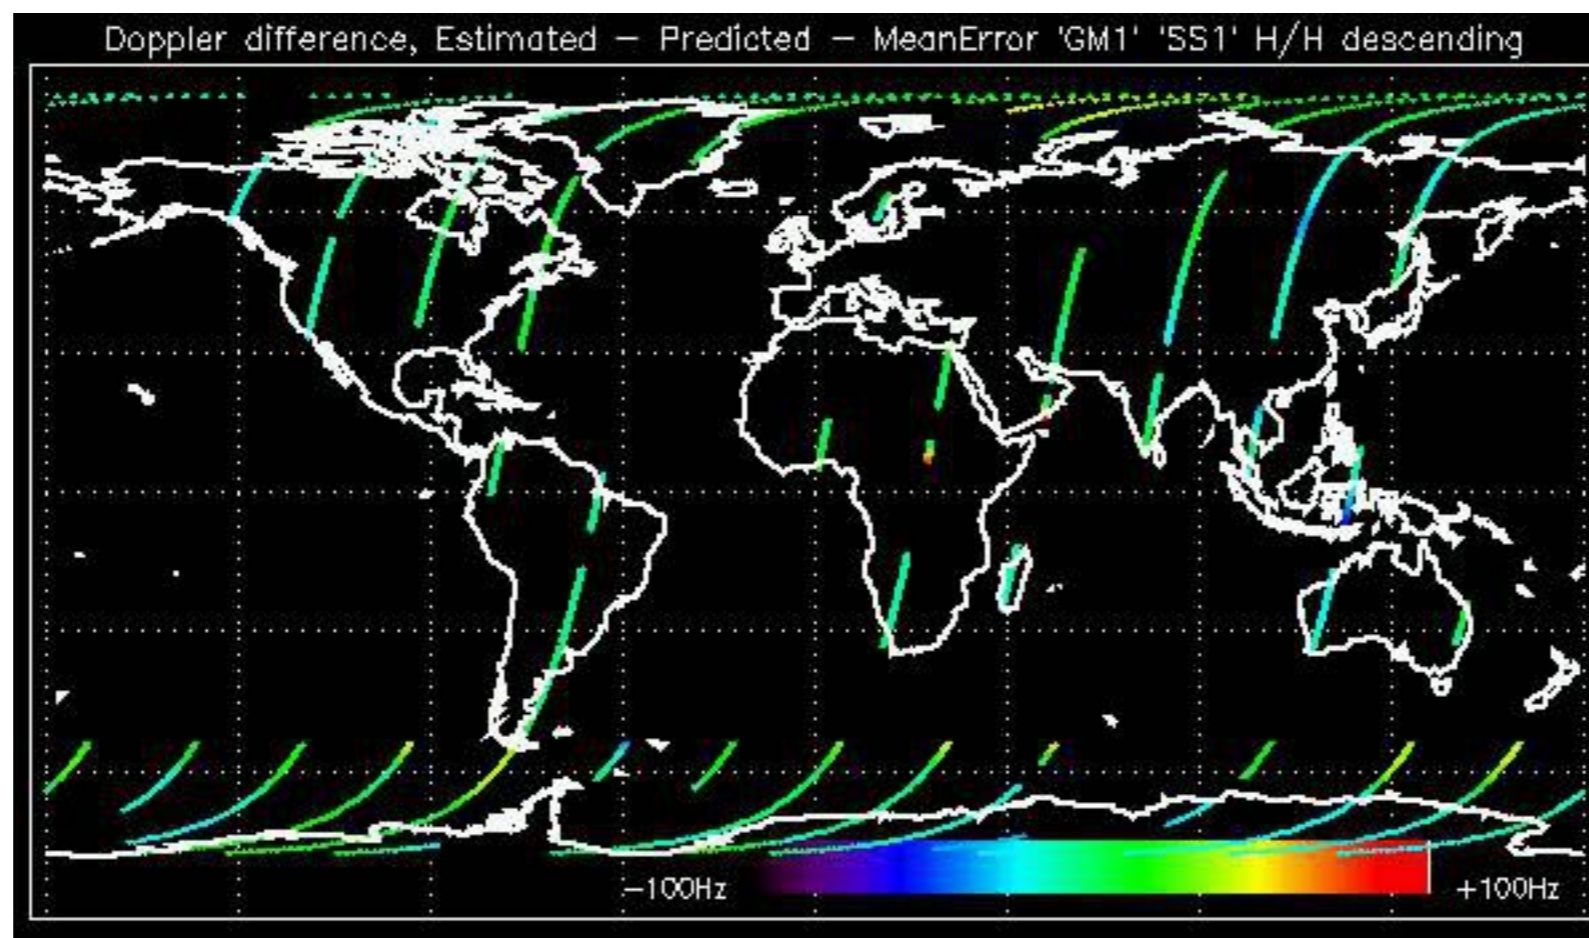 Doppler difference, Estimated – Predicted – MeanError 'GM1' 'SS1' H/H descending
-100Hz
+100Hz